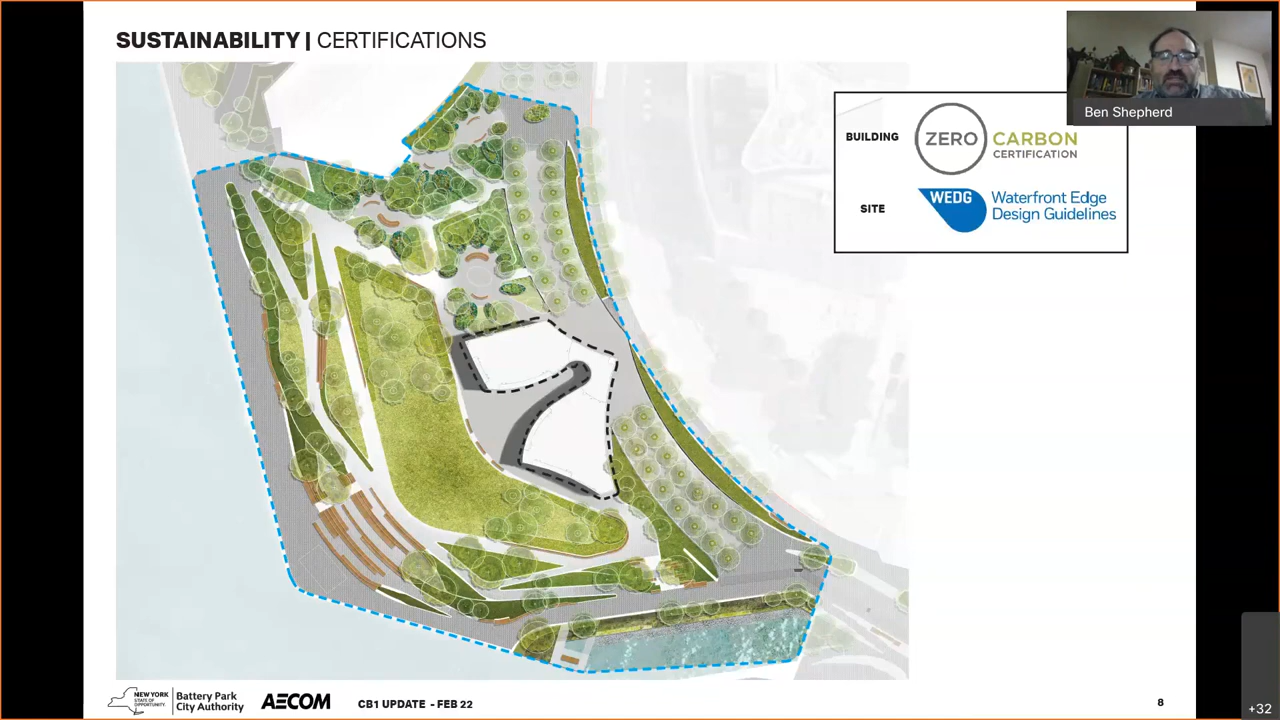 SUSTAINABILITY | CERTIFICATIONS
Ben Shepherd
BUILDING
ZERO CARBON
CERTIFICATION
SITE
WEDG
Waterfront Edge
Design Guidelines
NEW YORK
STATE OF
OPPORTUNITY.
Battery Park
City Authority
AECOM
CB1 UPDATE - FEB 22
8
+32